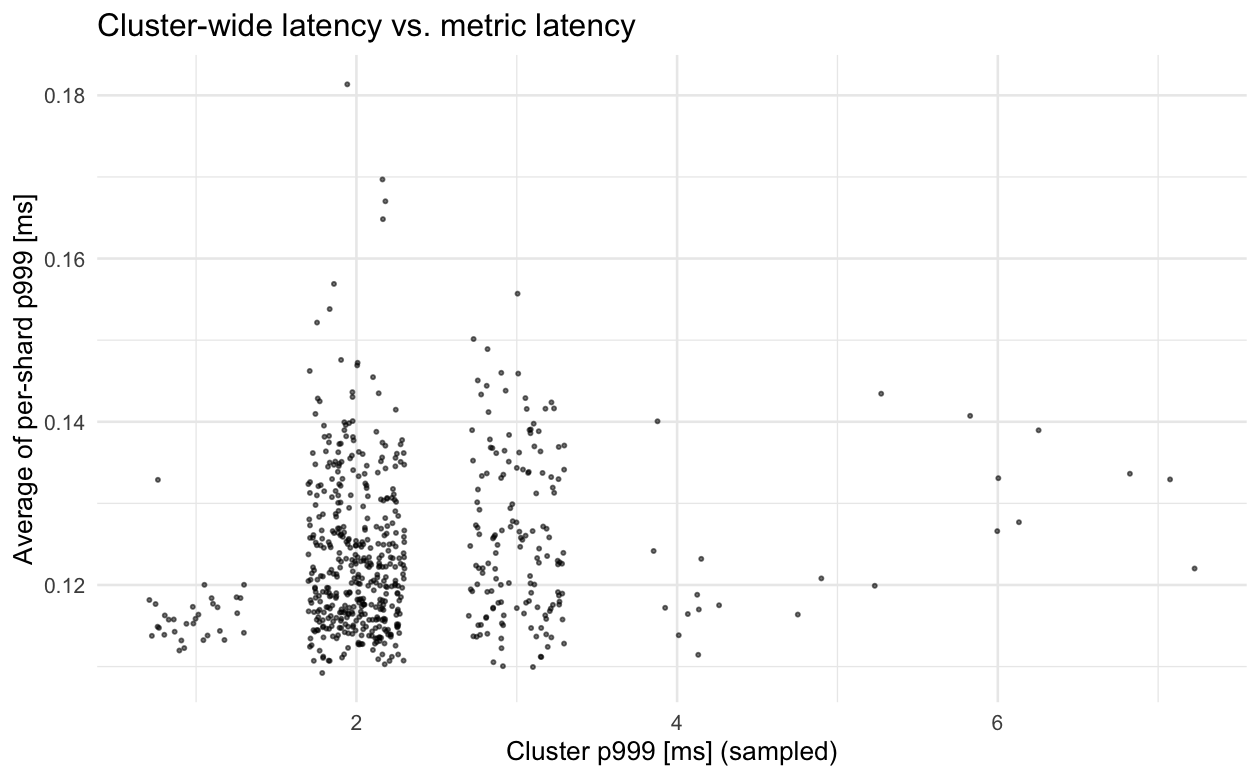 Cluster-wide latency vs. metric latency
Average of per-shard p999 [ms]
0.18
0.16
0.14
0.12
2 4 6
Cluster p999 [ms] (sampled)